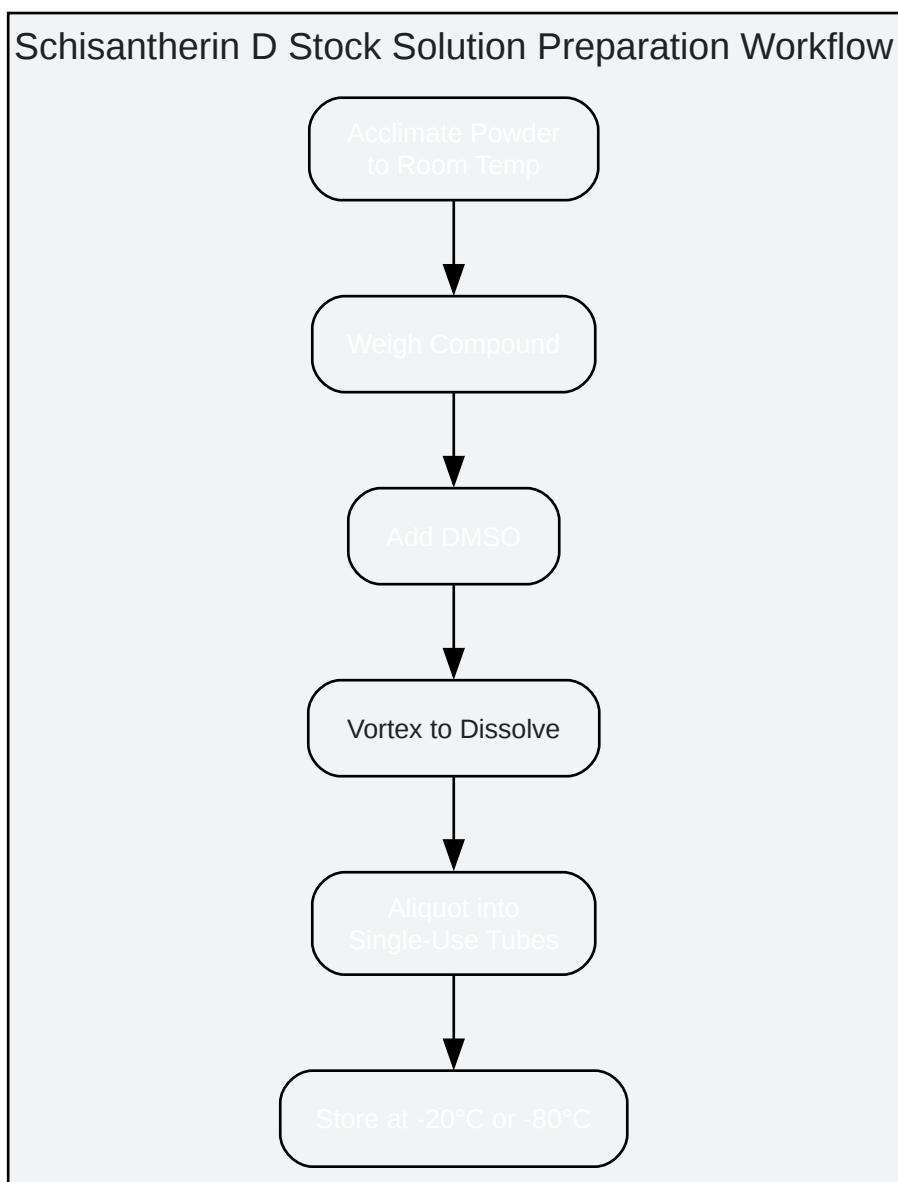 Schisantherin D Stock Solution Preparation Workflow
Acclimate Powder
to Room Temp
Weigh Compound
Add DMSO
Vortex to Dissolve
Aliquot into
Single-Use Tubes
Store at -20°C or -80°C